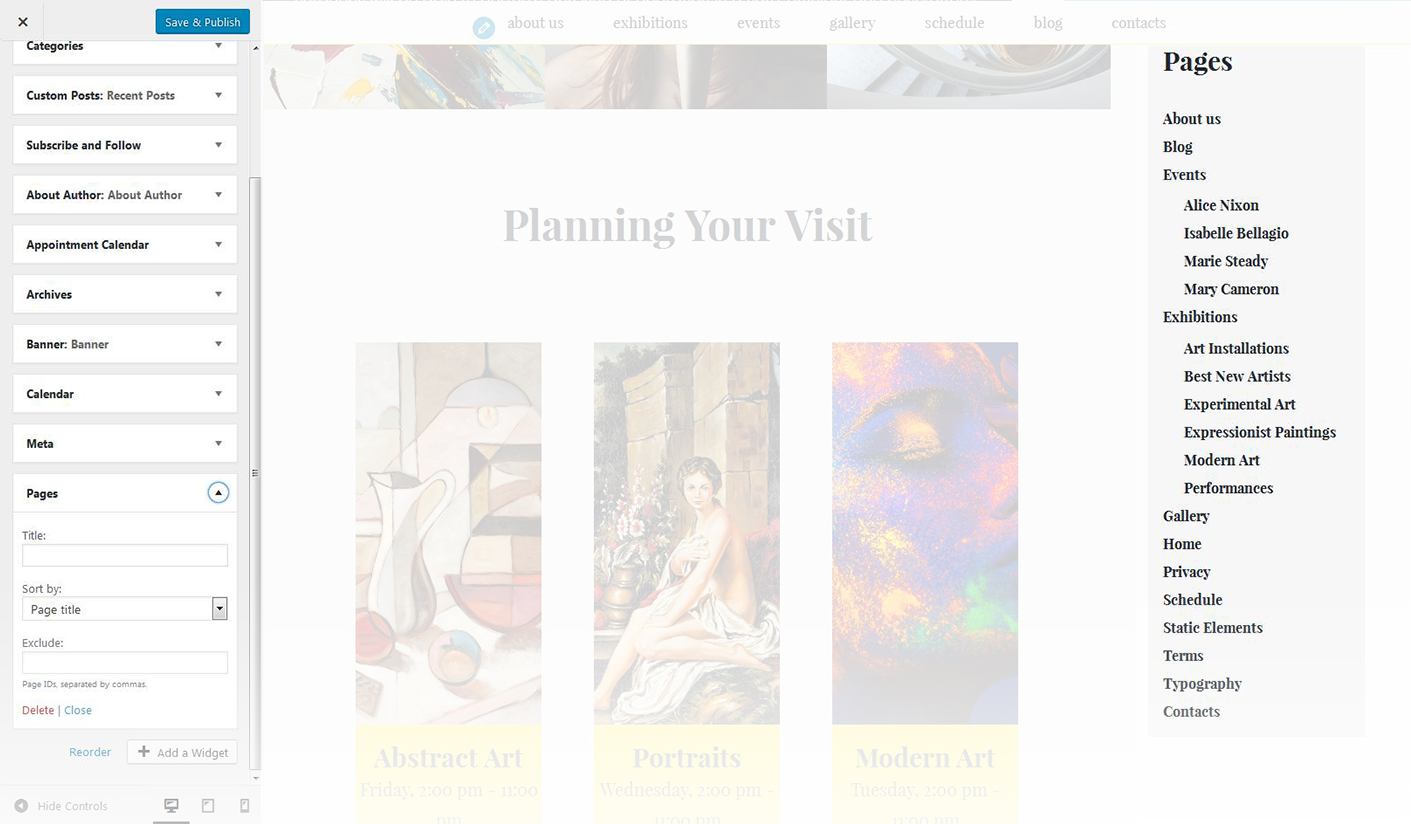 Save & Publish
Categories
Custom Posts: Recent Posts
Subscribe and Follow
About Author: About Author
Appointment Calendar
Archives
Banner: Banner
Calendar
Meta
Pages
Title:
Sort by:
Page title
Exclude:
Page IDs, separated by commas.
Delete | Close
Reorder
Add a Widget
Hide Controls
about us exhibitions events gallery schedule blog contacts
Planning Your Visit
Abstract Art
Friday, 2:00 pm - 11:00
pm
Portraits
Wednesday, 2:00 pm -
11:00 pm
Modern Art
Tuesday, 2:00 pm -
11:00 pm
Pages
About us
Blog
Events
Alice Nixon
Isabelle Bellagio
Marie Steady
Mary Cameron
Exhibitions
Art Installations
Best New Artists
Experimental Art
Expressionist Paintings
Modern Art
Performances
Gallery
Home
Privacy
Schedule
Static Elements
Terms
Typography
Contacts